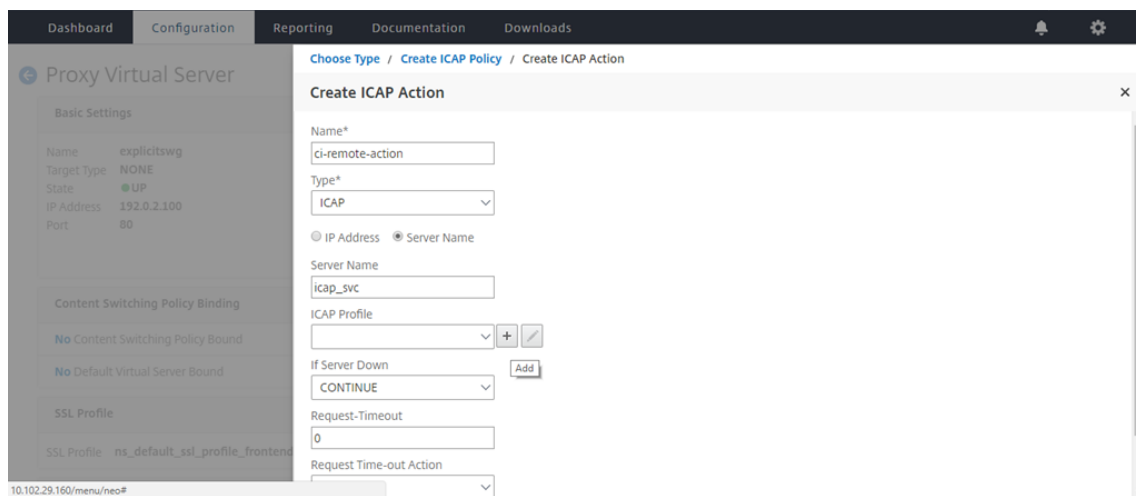 Dashboard Configuration Reporting Documentation Downloads
Proxy Virtual Server
Basic Settings
Name explicitswg
Target Type NONE
State UP
IP Address 192.0.2.100
Port 80
Content Switching Policy Binding
No Content Switching Policy Bound
No Default Virtual Server Bound
SSL Profile
SSL Profile ns_default_ssl_profile_frontend
10.102.29.160/menu/neo#
Choose Type / Create ICAP Policy / Create ICAP Action
Create ICAP Action
Name*
ci-remote-action
Type*
ICAP
IP Address Server Name
Server Name
icap_svc
ICAP Profile
+
Add
If Server Down
CONTINUE
Request-Timeout
0
Request Time-out Action